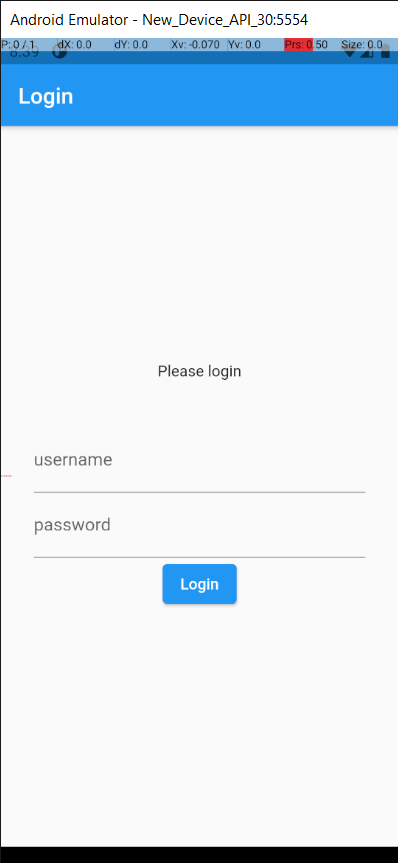 Android Emulator - New_Device_API_30:5554
P: 0 / 1 dX: 0.0 dY: 0.0 Xv: -0.070 Yv: 0.0 Prs: 0.50 Size: 0.0
8:39
Login
Please login
username
password
Login